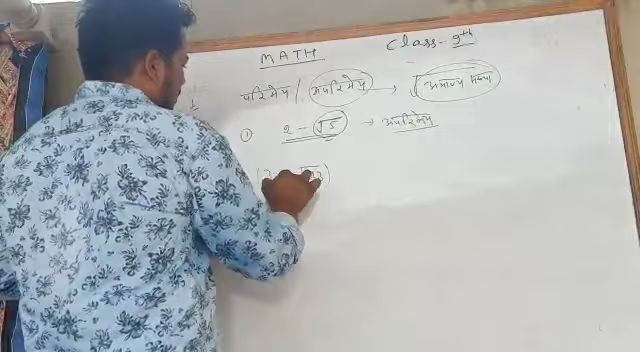 MATH Class-9th
परिमेय / अपरिमेय → √अभाज्य संख्या
① 2 - √5 → अपरिमेय